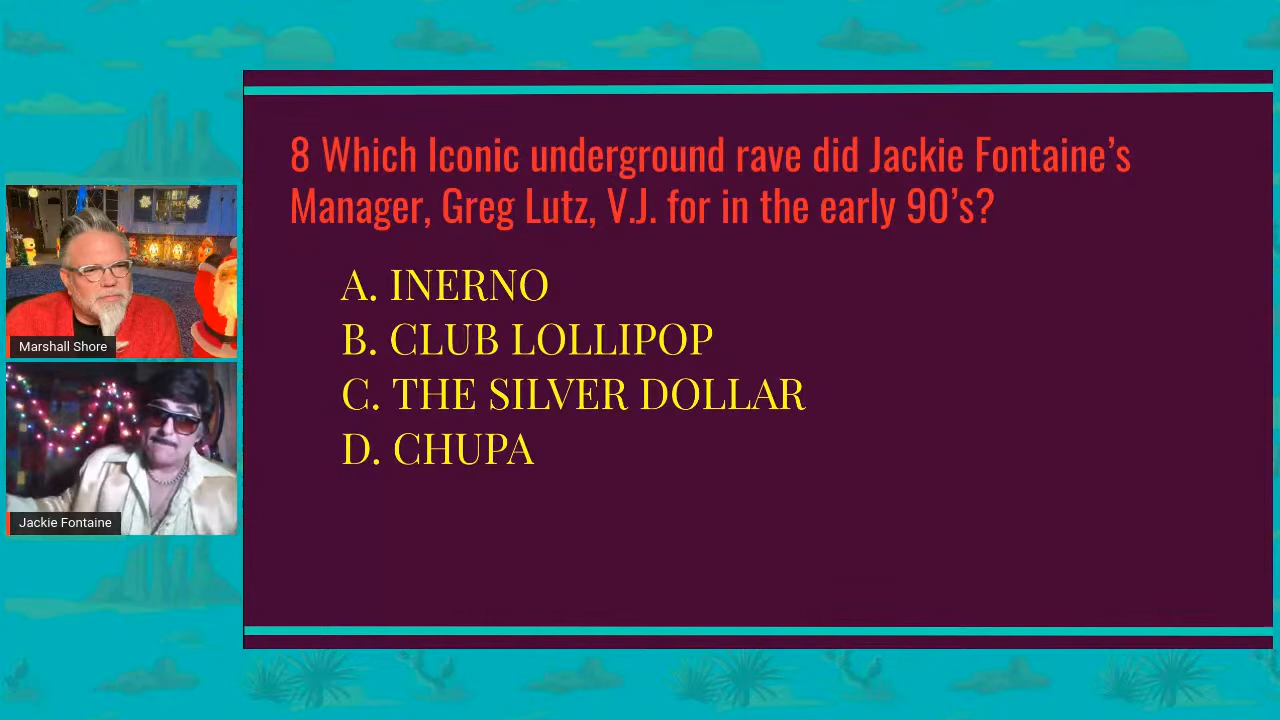 8 Which Iconic underground rave did Jackie Fontaine’s
Manager, Greg Lutz, V.J. for in the early 90’s?
A. INERNO
B. CLUB LOLLIPOP
C. THE SILVER DOLLAR
D. CHUPA
Marshall Shore
Jackie Fontaine